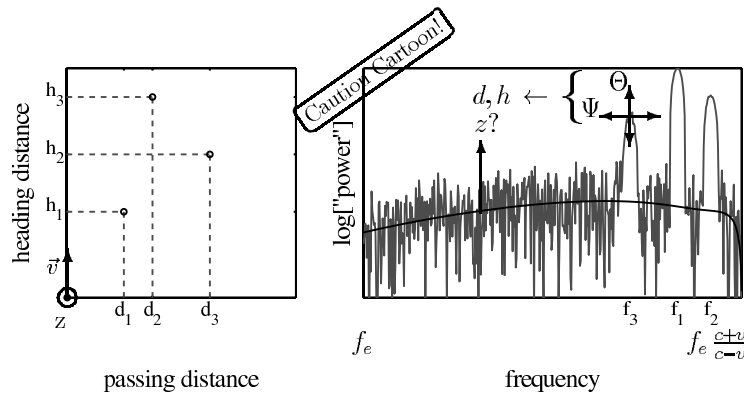 Caution Cartoon!
heading distance
h3
h2
h1
v⃗
z
d1 d2 d3
passing distance
log["power"]
d, h ← { Θ Ψ
z?
f3 f1 f2
fe
fe c+v/c−v
frequency